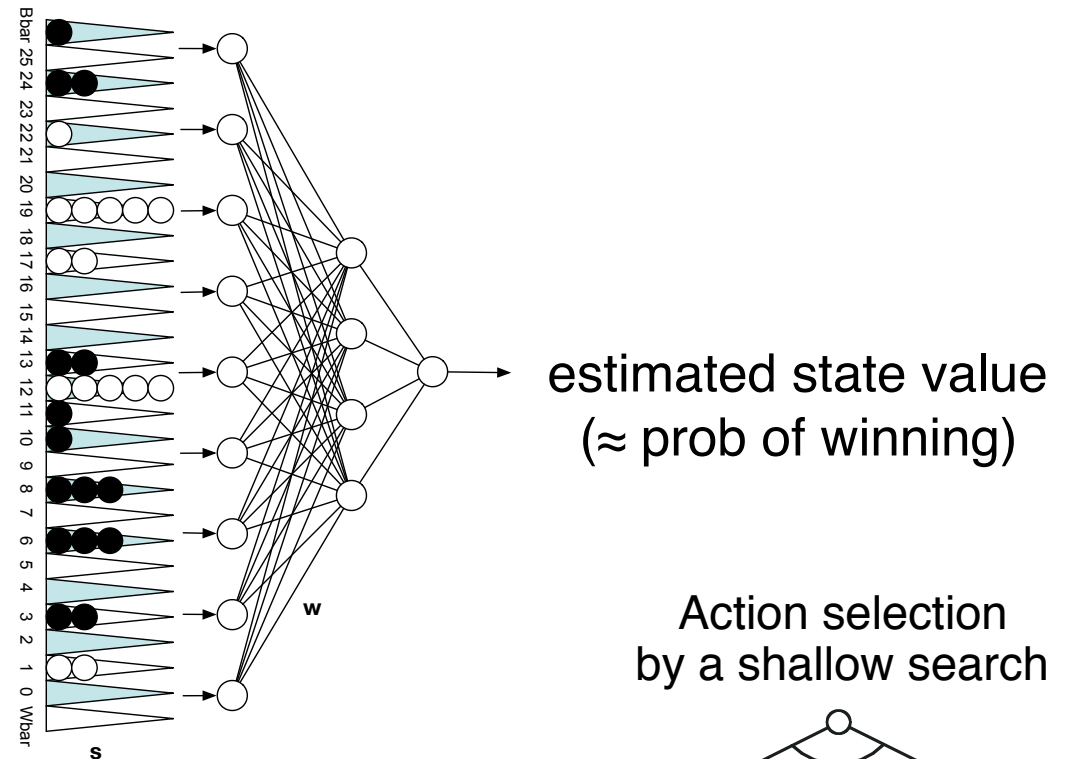 Bbar 25 24 23 22 21 20 19 18 17 16 15 14 13 12 11 10 9 8 7 6 5 4 3 2 1 0 Wbar
s
w
estimated state value
(≈ prob of winning)
Action selection
by a shallow search